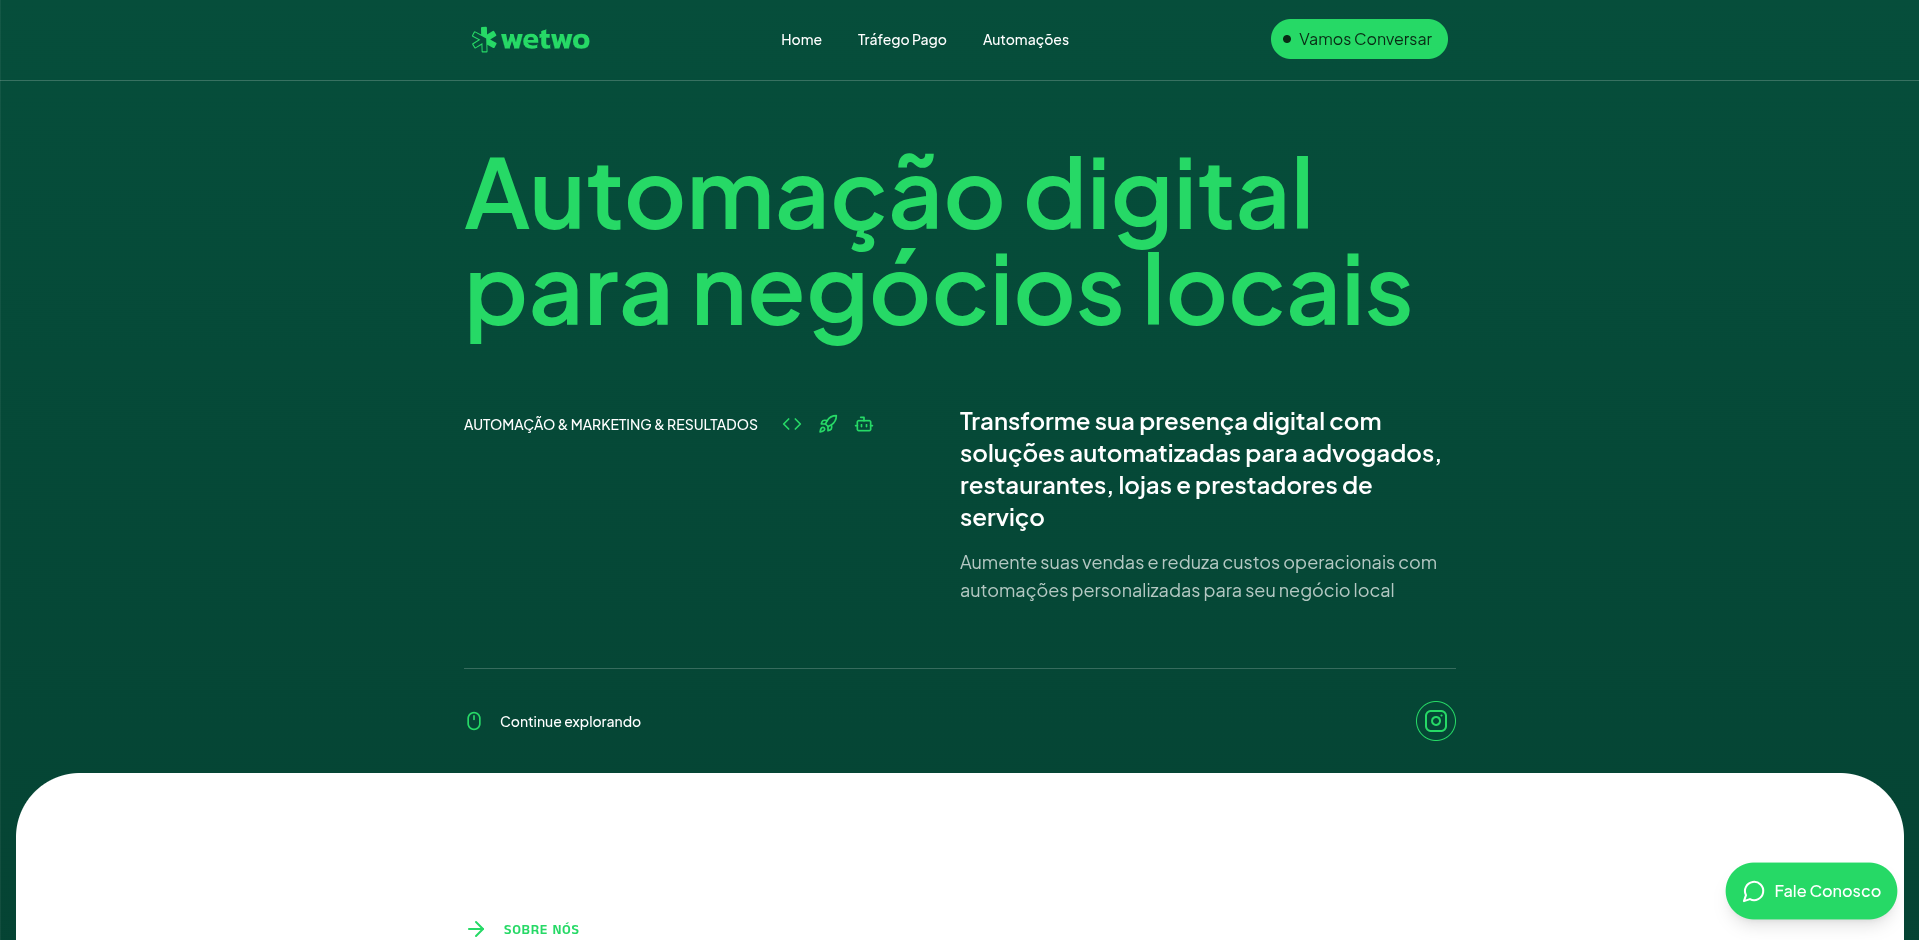 wetwo
Home
Tráfego Pago
Automações
Vamos Conversar
Automação digital
para negócios locais
AUTOMAÇÃO & MARKETING & RESULTADOS
Transforme sua presença digital com
soluções automatizadas para advogados,
restaurantes, lojas e prestadores de
serviço
Aumente suas vendas e reduza custos operacionais com
automações personalizadas para seu negócio local
Continue explorando
Fale Conosco
SOBRE NÓS